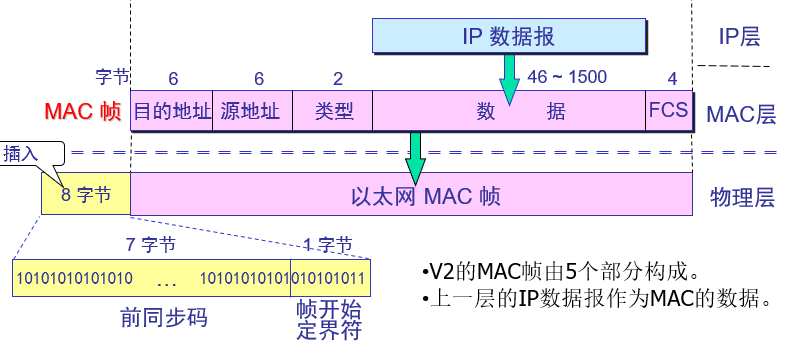 IP 数据报
IP层
字节 6 6 2 46 ~ 1500 4
MAC 帧 目的地址 源地址 类型 数 据 FCS MAC层
插入
8 字节 以太网 MAC 帧 物理层
7 字节 1 字节
10101010101010 … 10101010101010101011
前同步码 帧开始
定界符
•V2的MAC帧由5个部分构成。
•上一层的IP数据报作为MAC的数据。